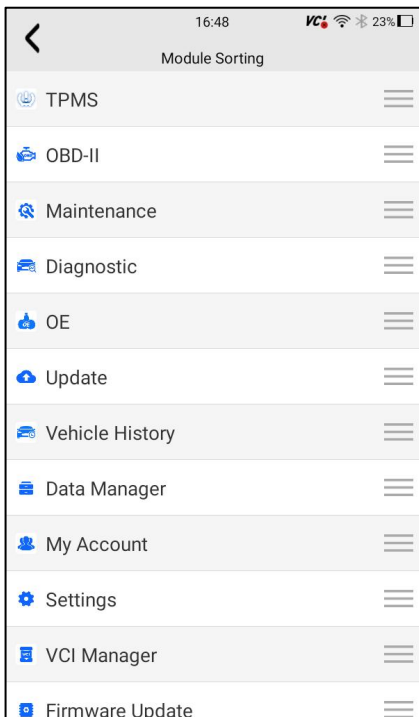 16:48
VCI
23%
Module Sorting
TPMS
OBD-II
Maintenance
Diagnostic
OE
Update
Vehicle History
Data Manager
My Account
Settings
VCI Manager
Firmware Update